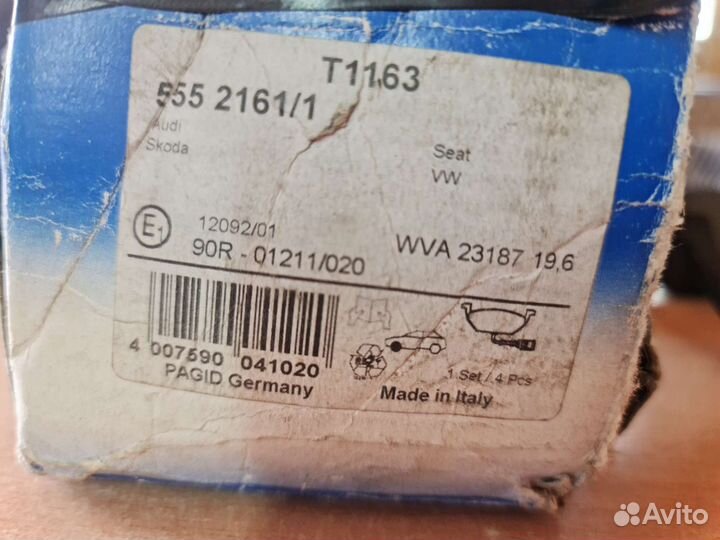 T1163
555 2161/1
Audi
Skoda
Seat
VW
E1
12092/01
90R - 01211/020
WVA 23187 19,6
4 007590 041020
PAGID Germany
1 Set / 4 Pcs
Made in Italy
Avito